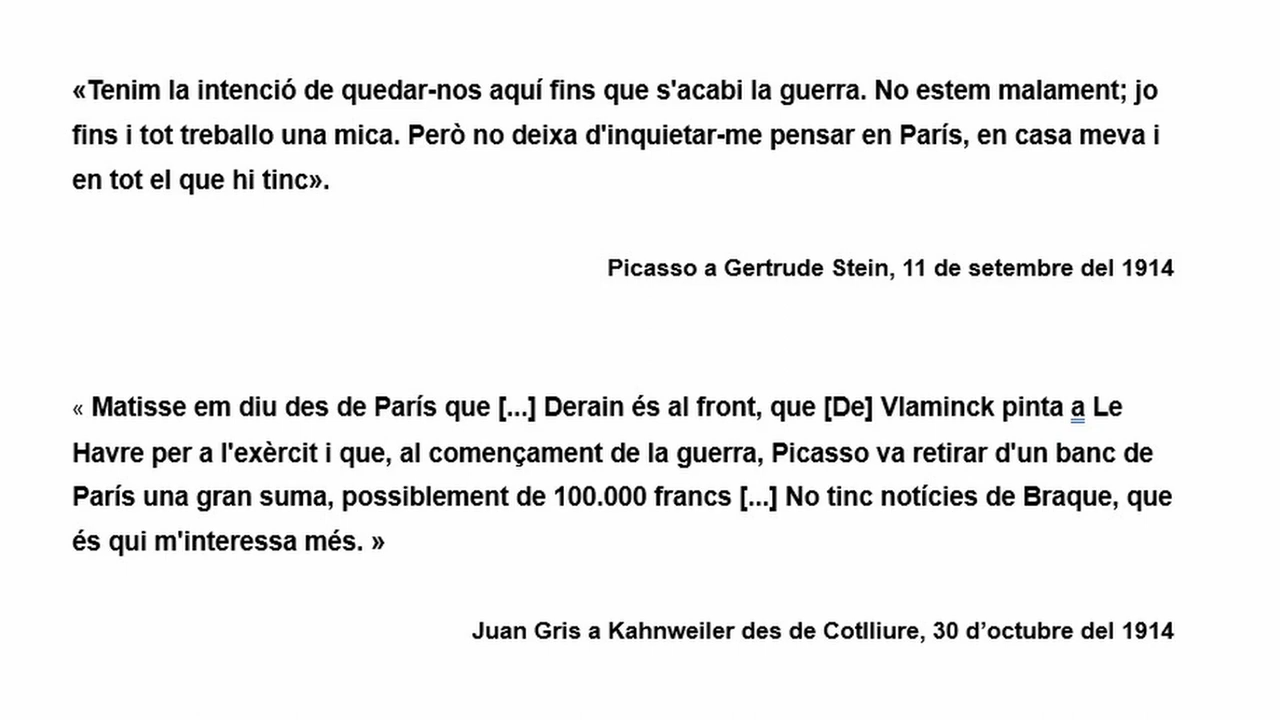 «Tenim la intenció de quedar-nos aquí fins que s'acabi la guerra. No estem malament; jo
fins i tot treballo una mica. Però no deixa d'inquietar-me pensar en París, en casa meva i
en tot el que hi tinc».
Picasso a Gertrude Stein, 11 de setembre del 1914
« Matisse em diu des de París que [...] Derain és al front, que [De] Vlaminck pinta a Le
Havre per a l'exèrcit i que, al començament de la guerra, Picasso va retirar d'un banc de
París una gran suma, possiblement de 100.000 francs [...] No tinc notícies de Braque, que
és qui m'interessa més. »
Juan Gris a Kahnweiler des de Cotlliure, 30 d’octubre del 1914